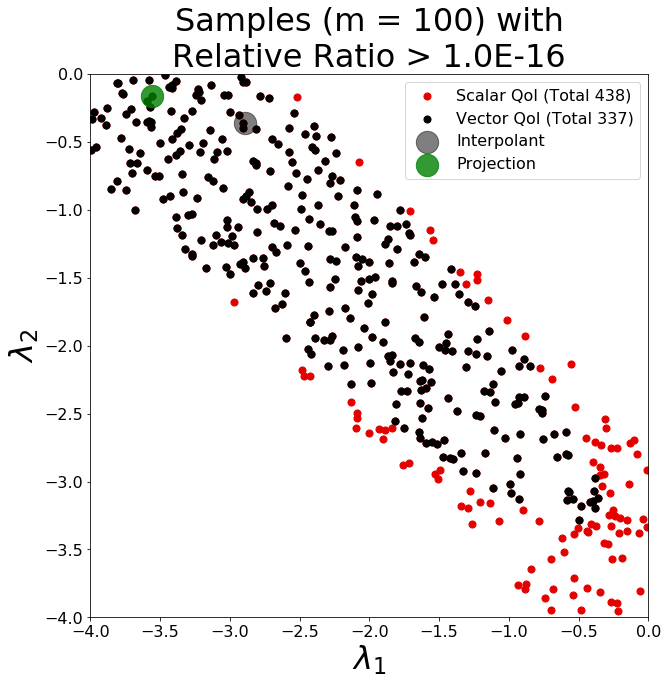 Samples (m = 100) with
Relative Ratio > 1.0E-16
Scalar QoI (Total 438)
Vector QoI (Total 337)
Interpolant
Projection
0.0
−0.5
−1.0
−1.5
−2.0
−2.5
−3.0
−3.5
−4.0
λ₂
−4.0 −3.5 −3.0 −2.5 −2.0 −1.5 −1.0 −0.5 0.0
λ₁